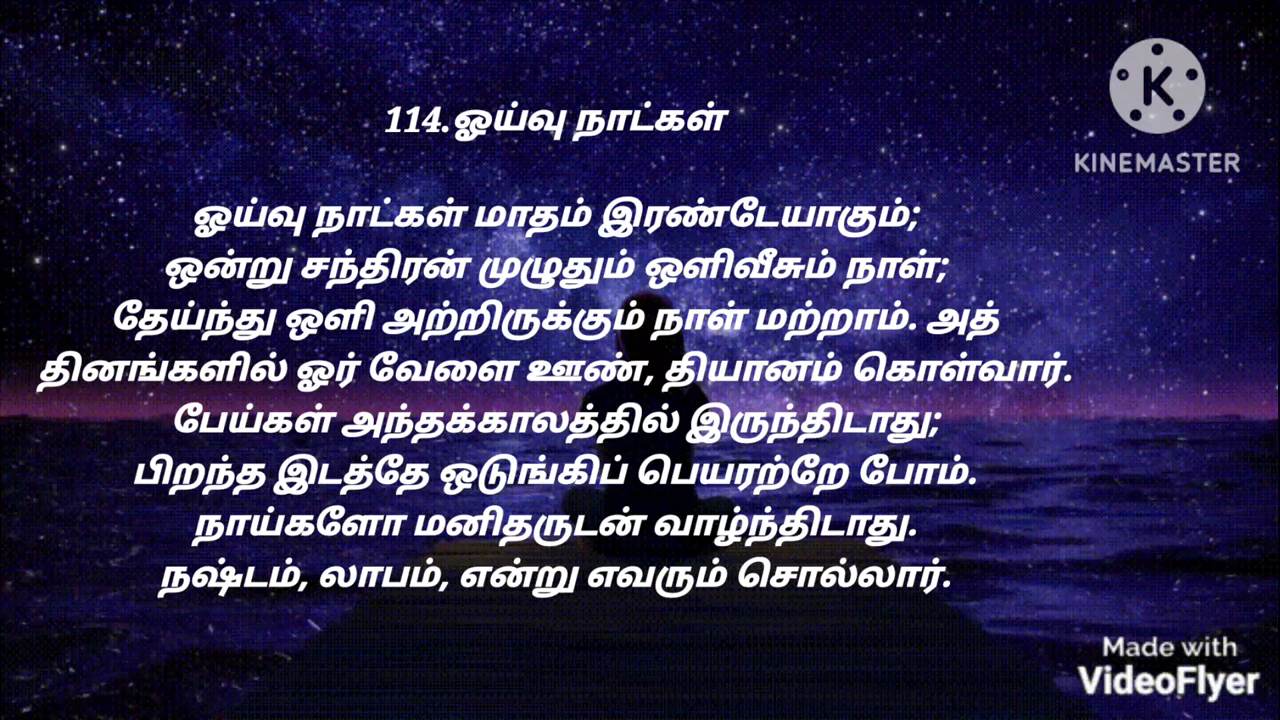 114.ஓய்வு நாட்கள்
KINEMASTER
ஓய்வு நாட்கள் மாதம் இரண்டேயாகும்;
ஒன்று சந்திரன் முழுதும் ஒளிவீசும் நாள்;
தேய்ந்து ஒளி அற்றிருக்கும் நாள் மற்றாம். அத்
தினங்களில் ஓர் வேளை ஊண், தியானம் கொள்வார்.
பேய்கள் அந்தக்காலத்தில் இருந்திடாது;
பிறந்த இடத்தே ஒடுங்கிப் பெயரற்றே போம்.
நாய்களோ மனிதருடன் வாழ்ந்திடாது.
நஷ்டம், லாபம், என்று எவரும் சொல்லார்.
Made with
VideoFlyer